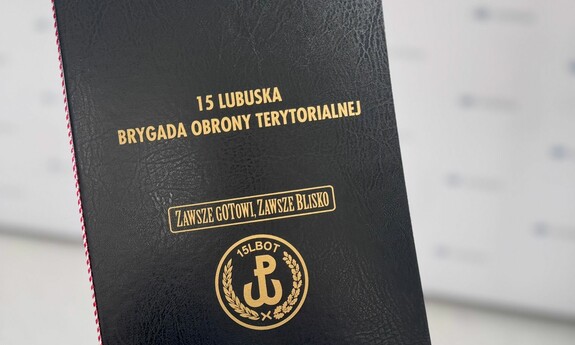 15 LUBUSKA
BRYGADA OBRONY TERYTORIALNEJ
ZAWSZE GOTOWI, ZAWSZE BLISKO
15LBOT